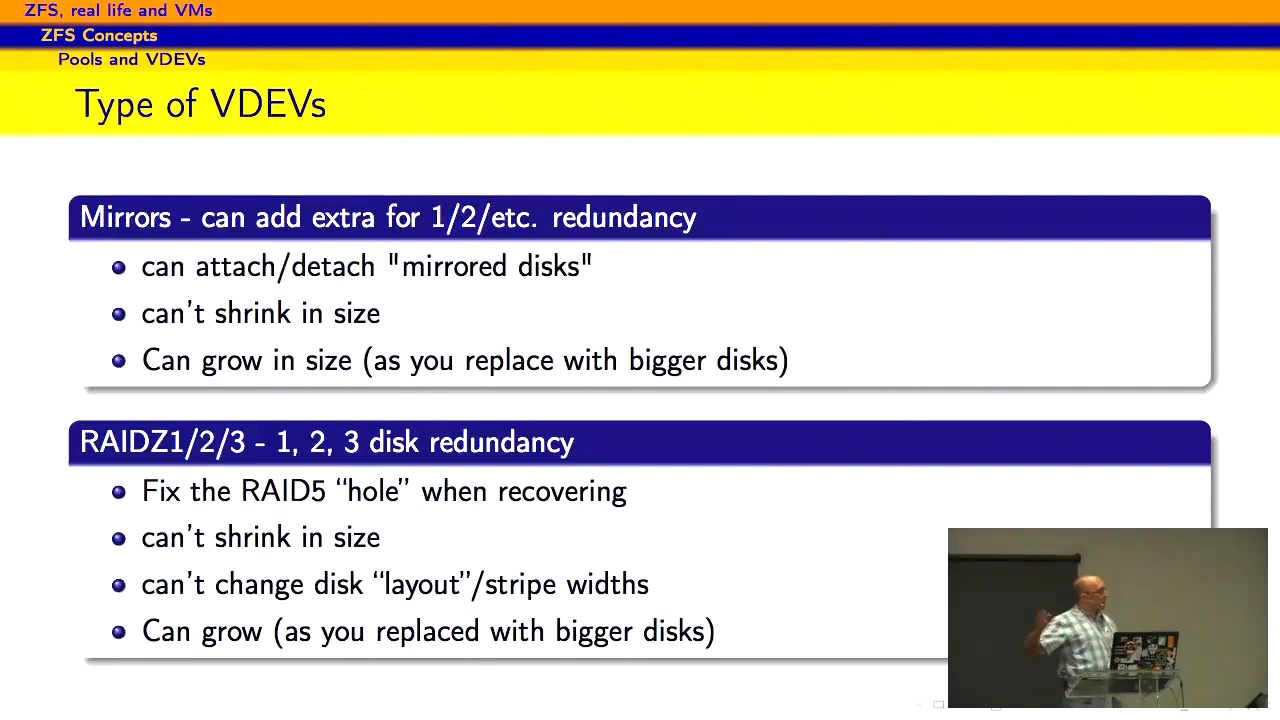 ZFS, real life and VMs
ZFS Concepts
Pools and VDEVs
Type of VDEVs
Mirrors - can add extra for 1/2/etc. redundancy
can attach/detach "mirrored disks"
can't shrink in size
Can grow in size (as you replace with bigger disks)
RAIDZ1/2/3 - 1, 2, 3 disk redundancy
Fix the RAID5 “hole” when recovering
can't shrink in size
can't change disk “layout”/stripe widths
Can grow (as you replaced with bigger disks)